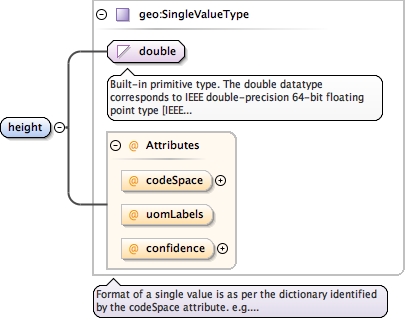 geo:SingleValueType
double
Built-in primitive type. The double datatype
corresponds to IEEE double-precision 64-bit floating
point type [IEEE...
height
@ Attributes
@ codeSpace
@ uomLabels
@ confidence
Format of a single value is as per the dictionary identified
by the codeSpace attribute. e.g....